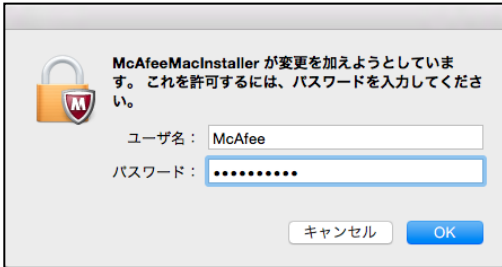 McAfeeMacInstaller が変更を加えようとしていま
す。 これを許可するには、パスワードを入力してくださ
い。
ユーザ名： McAfee
パスワード： ••••••••••
キャンセル OK